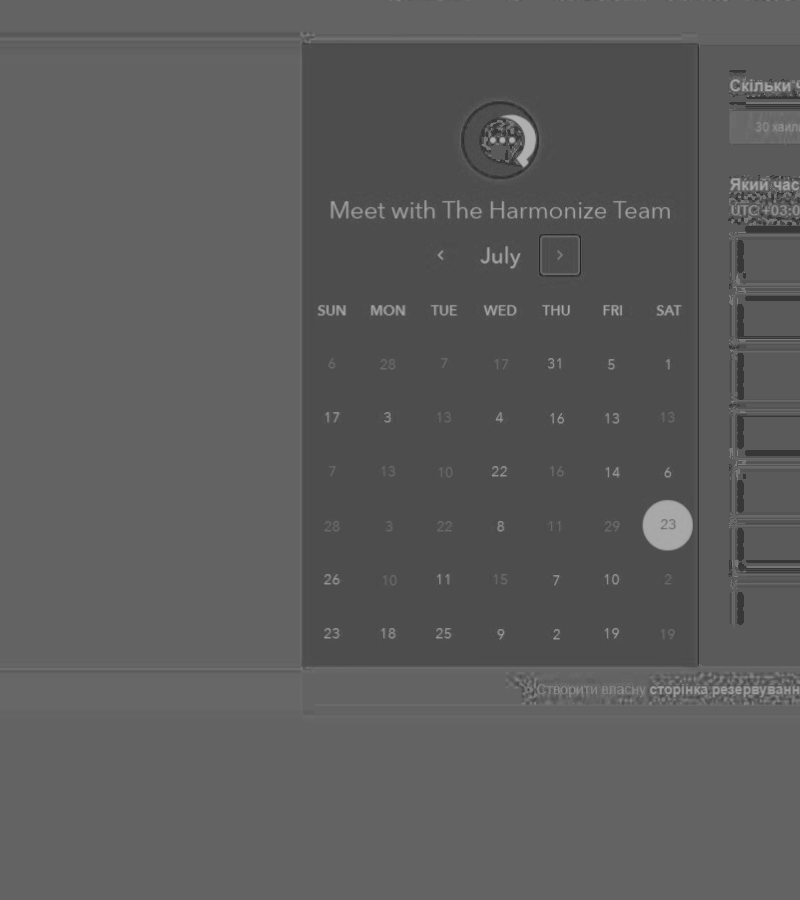 Meet with The Harmonize Team
July
SUN MON TUE WED THU FRI SAT
6 28 7 17 31 5 1
17 3 13 4 16 13 13
7 13 10 22 16 14 6
28 3 22 8 11 29 23
26 10 11 15 7 10 2
23 18 25 9 2 19 19
Скільки
30
Який час
UTC +03:0
Створити власну сторінка